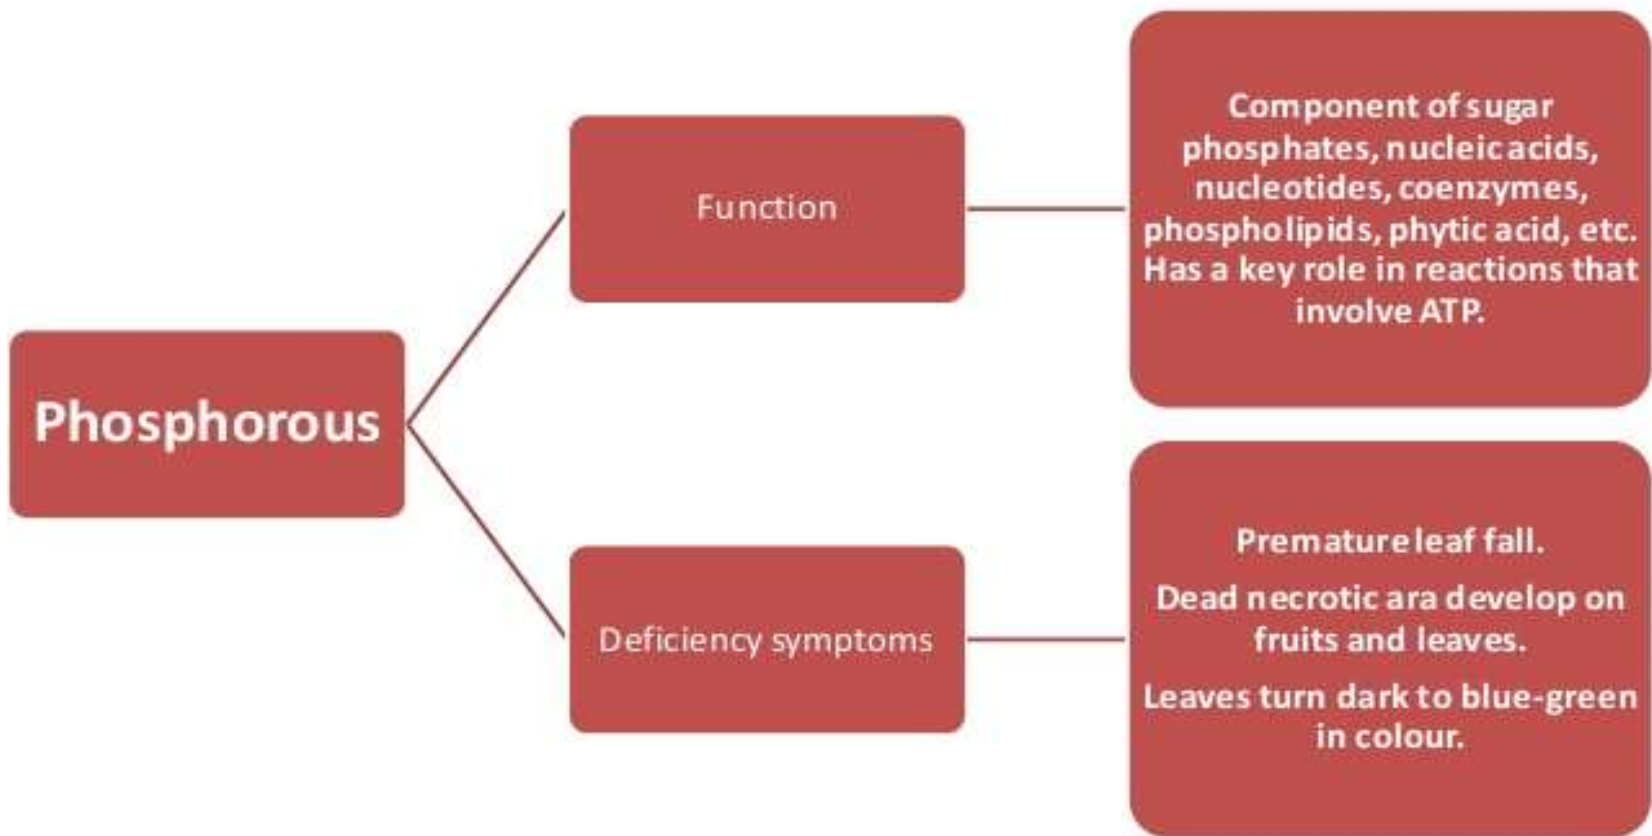 Phosphorous
Function
Component of sugar
phosphates, nucleic acids,
nucleotides, coenzymes,
phospholipids, phytic acid, etc.
Has a key role in reactions that
involve ATP.
Deficiency symptoms
Premature leaf fall.
Dead necrotic ara develop on
fruits and leaves.
Leaves turn dark to blue-green
in colour.